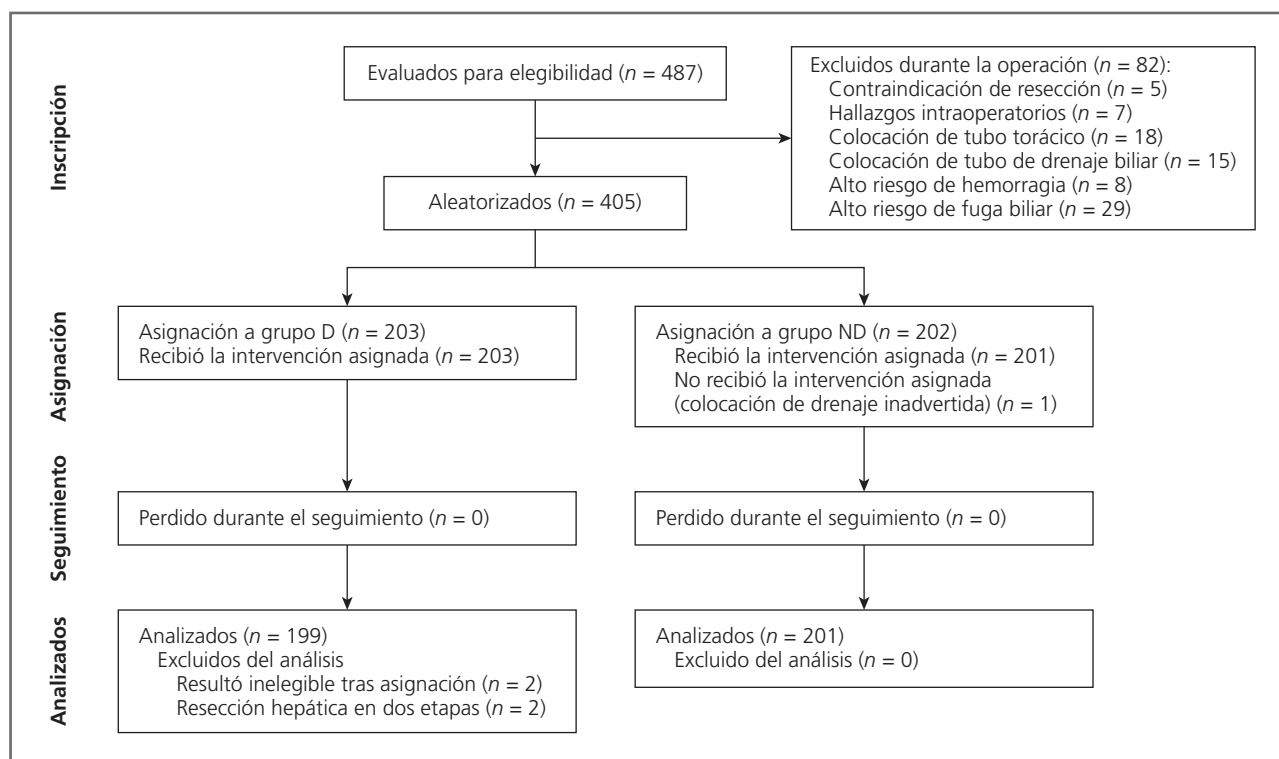 Inscripción
Evaluados para elegibilidad (n = 487)
Excluidos durante la operación (n = 82):
Contraindicación de resección (n = 5)
Hallazgos intraoperatorios (n = 7)
Colocación de tubo torácico (n = 18)
Colocación de tubo de drenaje biliar (n = 15)
Alto riesgo de hemorragia (n = 8)
Alto riesgo de fuga biliar (n = 29)
Aleatorizados (n = 405)
Asignación
Asignación a grupo D (n = 203)
Recibió la intervención asignada (n = 203)
Asignación a grupo ND (n = 202)
Recibió la intervención asignada (n = 201)
No recibió la intervención asignada
(colocación de drenaje inadvertida) (n = 1)
Seguimiento
Perdido durante el seguimiento (n = 0)
Perdido durante el seguimiento (n = 0)
Analizados
Analizados (n = 199)
Excluidos del análisis
Resultó inelegible tras asignación (n = 2)
Resección hepática en dos etapas (n = 2)
Analizados (n = 201)
Excluido del análisis (n = 0)